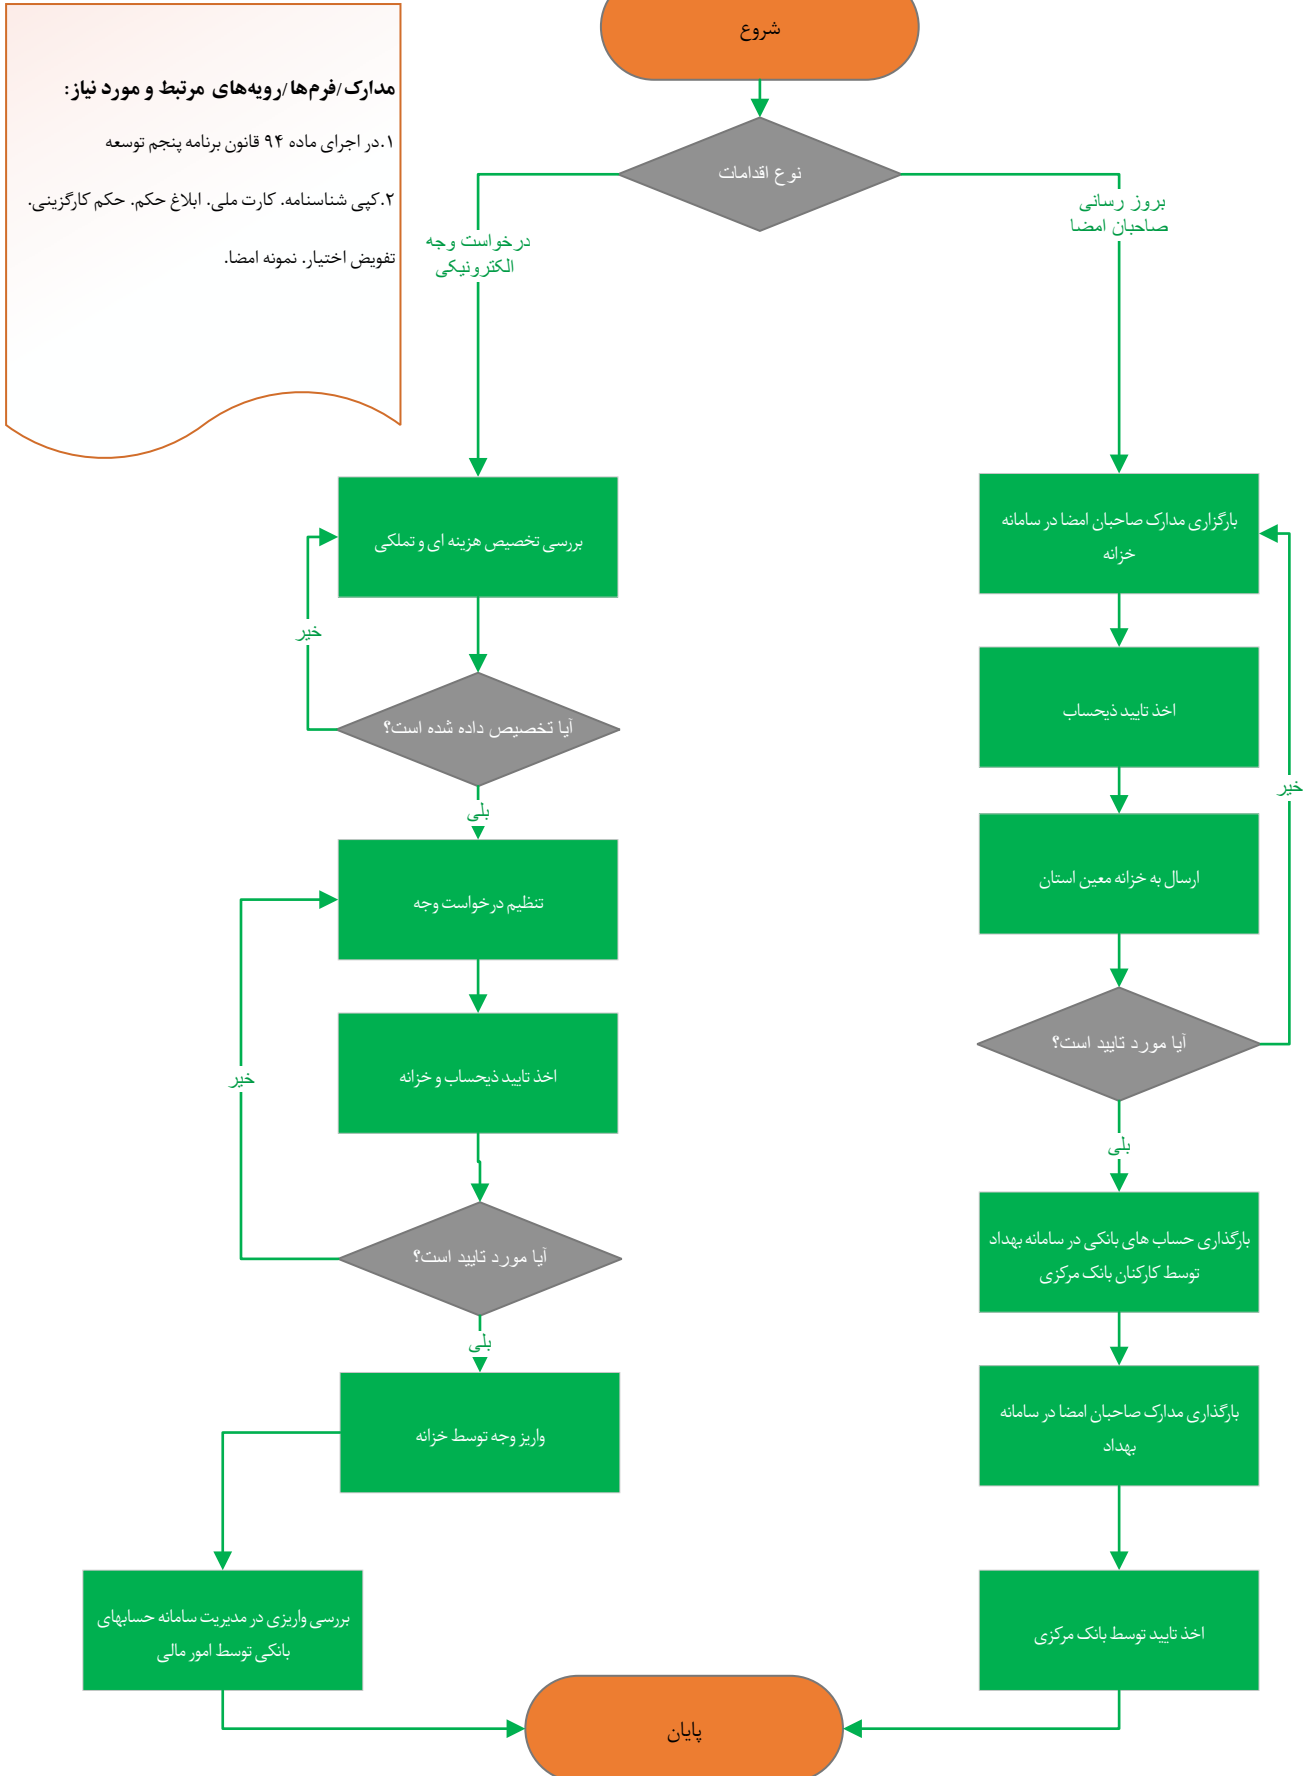 شروع
مدارک/فرم‌ها/رویه‌های مرتبط و مورد نیاز:
۱.در اجرای ماده ۹۴ قانون برنامه پنجم توسعه
۲.کپی شناسنامه. کارت ملی. ابلاغ حکم. حکم کارگزینی.
تفویض اختیار. نمونه امضا.
نوع اقدامات
بروز رسانی
صاحبان امضا
بارگزاری مدارک صاحبان امضا در سامانه
خزانه
اخذ تایید ذیحساب
ارسال به خزانه معین استان
آیا مورد تایید است؟
خیر
بلی
بارگذاری حساب های بانکی در سامانه بهداد
توسط کارکنان بانک مرکزی
بارگذاری مدارک صاحبان امضا در سامانه
بهداد
اخذ تایید توسط بانک مرکزی
درخواست وجه
الکترونیکی
بررسی تخصیص هزینه ای و تملکی
خیر
آیا تخصیص داده شده است؟
بلی
تنظیم درخواست وجه
اخذ تایید ذیحساب و خزانه
خیر
آیا مورد تایید است؟
بلی
واریز وجه توسط خزانه
بررسی واریزی در مدیریت سامانه حسابهای
بانکی توسط امور مالی
پایان